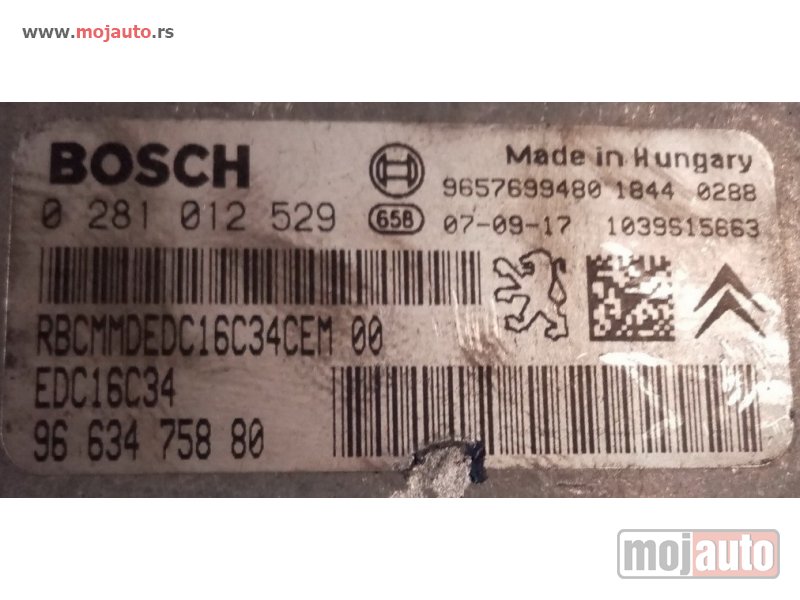 www.mojauto.rs
BOSCH
Made in Hungary
9657699480 1844 0288
0 281 012 529
65B
07-09-17 1039S15663
RBCMMDEDC16C34CEM 00
EDC16C34
96 634 758 80
mojauto